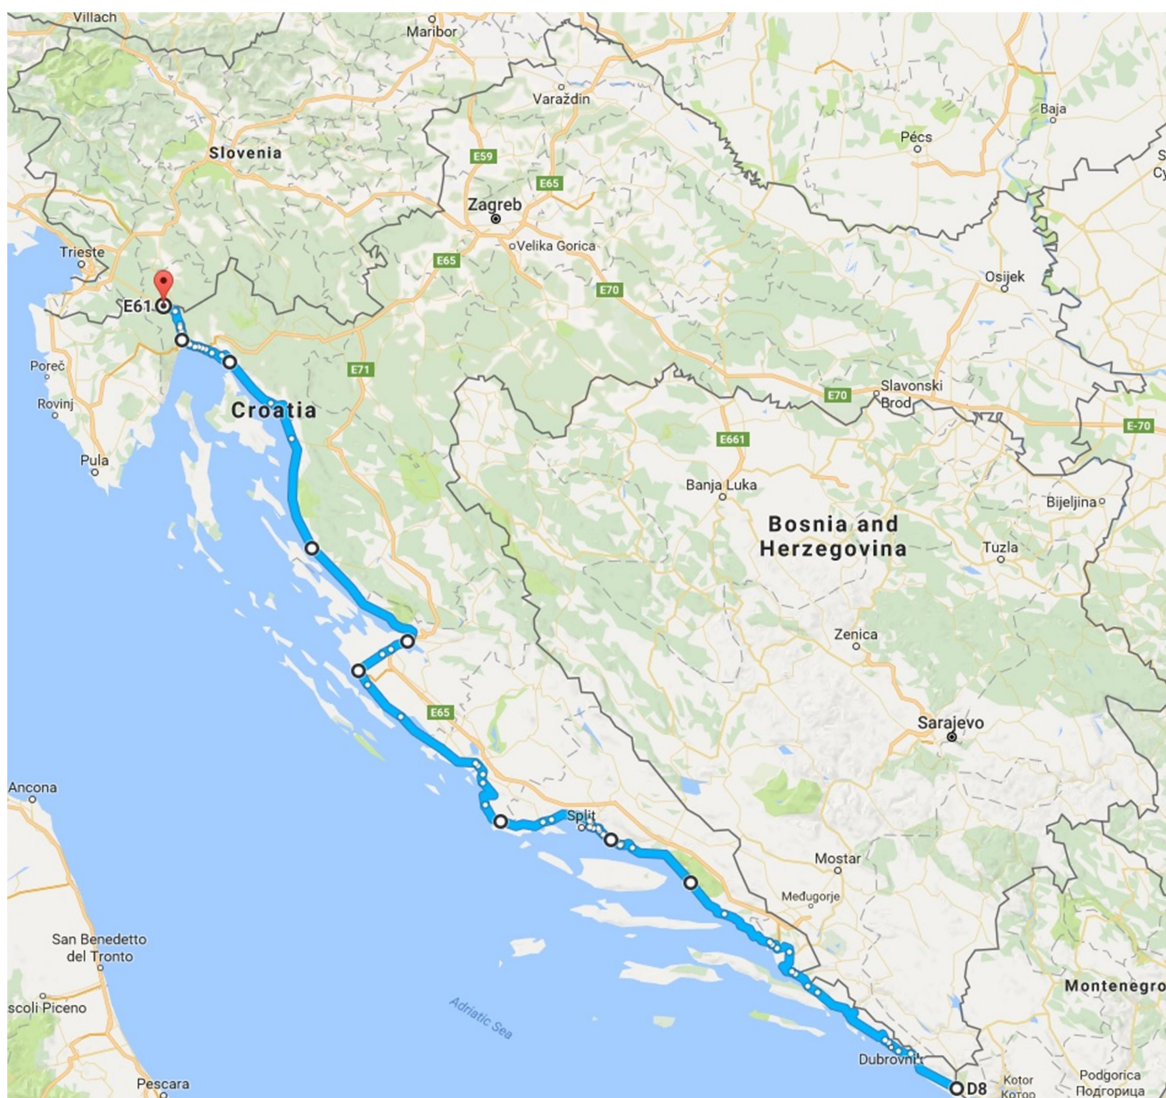 Villach
Maribor
Varaždin
Baja
Pécs
Slovenia
E59
E65
Zagreb
Velika Gorica
Trieste
E65
Osijek
E70
E61
Poreč
E71
Rovinj
Croatia
E70
Slavonski
Brod
E-70
E661
Pula
Banja Luka
Bijeljina
Bosnia and
Herzegovina
Tuzla
Zenica
E65
Sarajevo
Ancona
Split
Mostar
Međugorje
San Benedetto
del Tronto
scoli Piceno
Adriatic Sea
Montenegro
Dubrovnik
D8
Kotor
Котор
Podgorica
Подгорица
Pescara